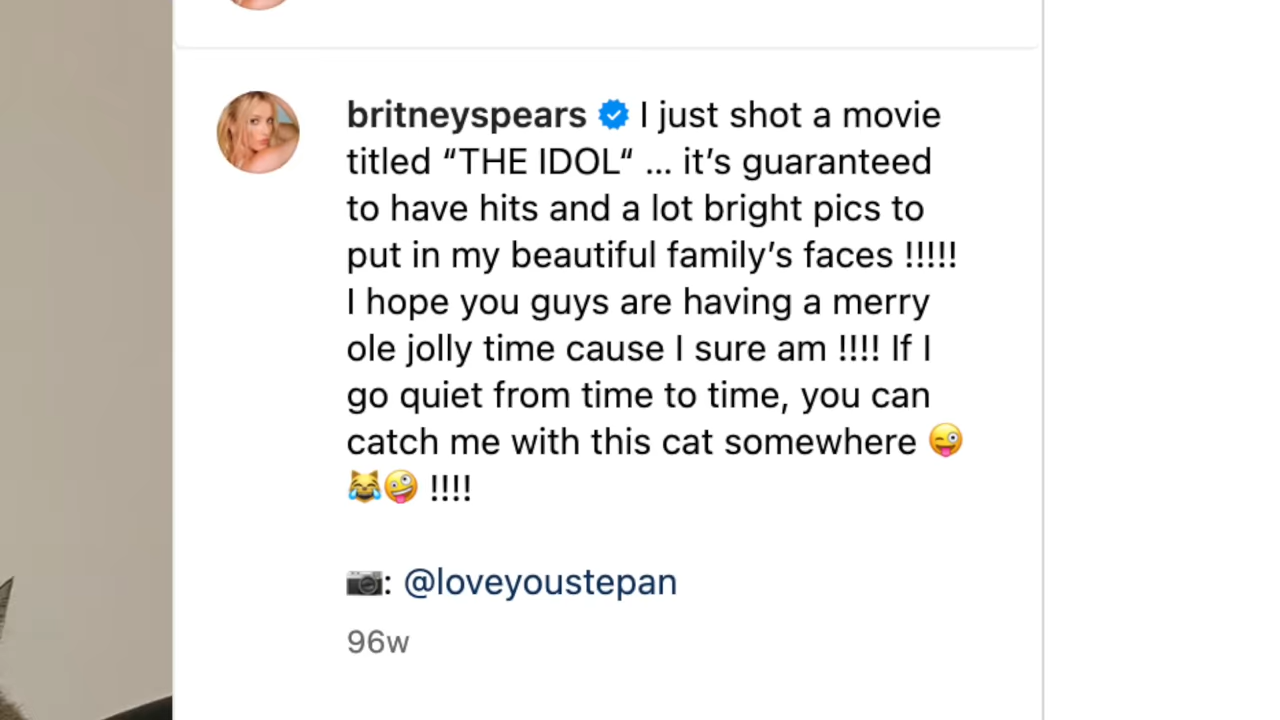 britneyspears I just shot a movie
titled “THE IDOL“ ... it’s guaranteed
to have hits and a lot bright pics to
put in my beautiful family’s faces !!!!!
I hope you guys are having a merry
ole jolly time cause I sure am !!!! If I
go quiet from time to time, you can
catch me with this cat somewhere 😜
😹🤪 !!!!
📷: @loveyoustepan
96w